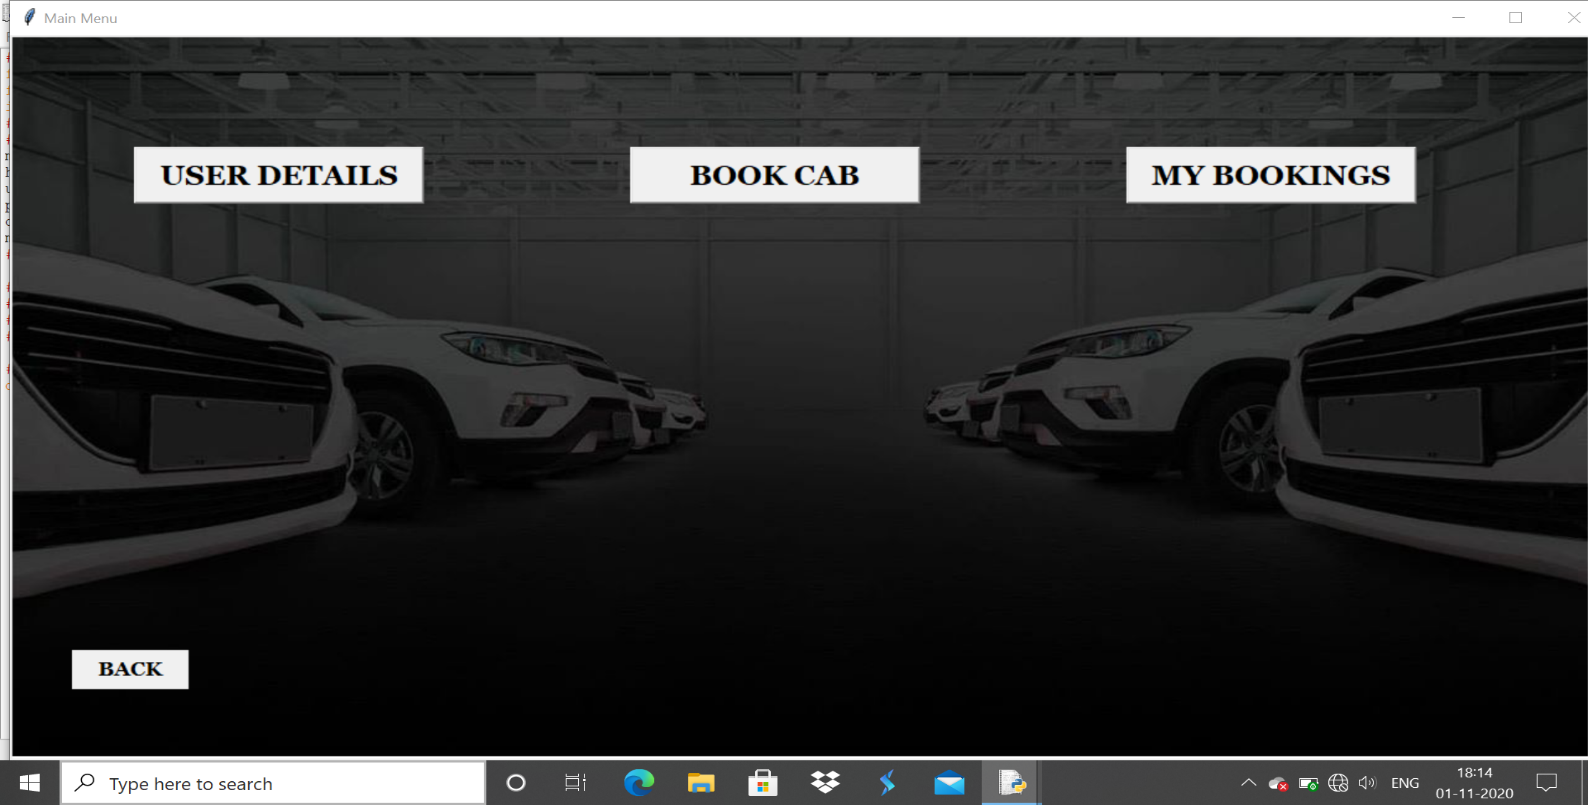 Main Menu
USER DETAILS
BOOK CAB
MY BOOKINGS
BACK
Type here to search
ENG
18:14
01-11-2020